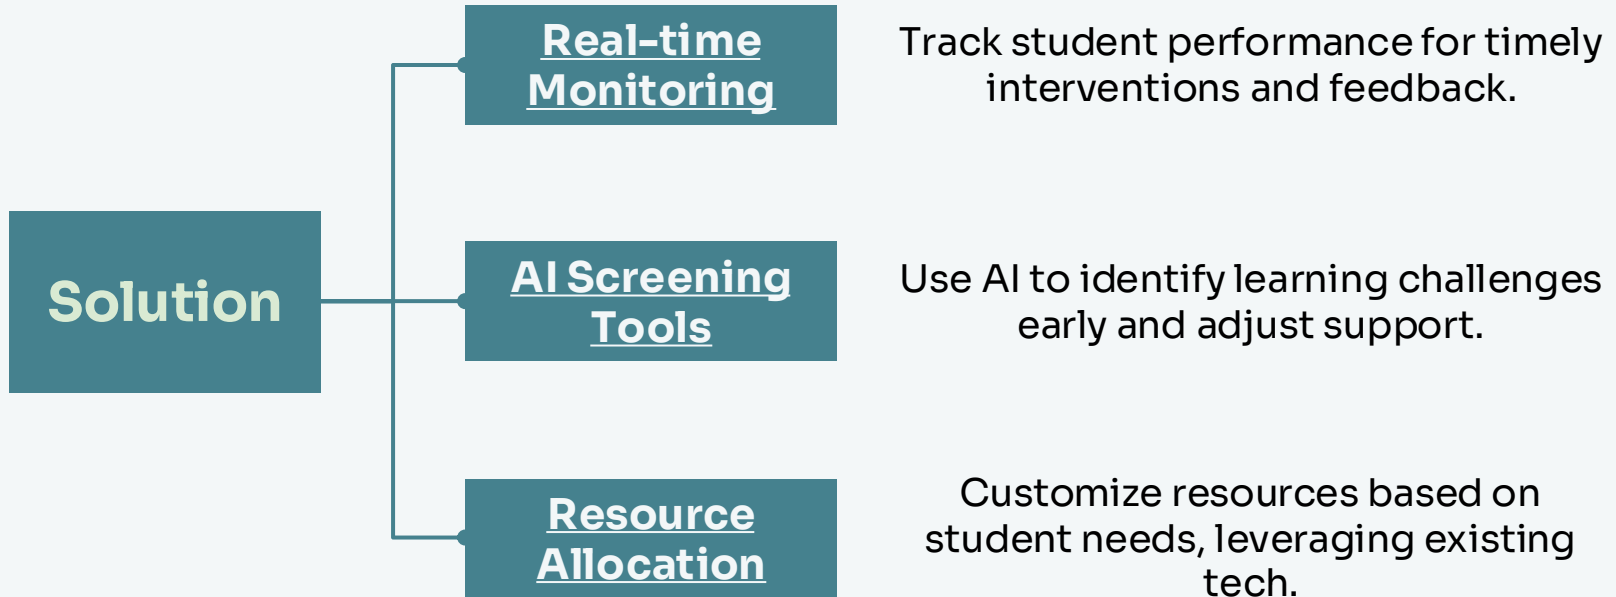 Real-time
Monitoring
Track student performance for timely
interventions and feedback.
Solution
AI Screening
Tools
Use AI to identify learning challenges
early and adjust support.
Resource
Allocation
Customize resources based on
student needs, leveraging existing
tech.